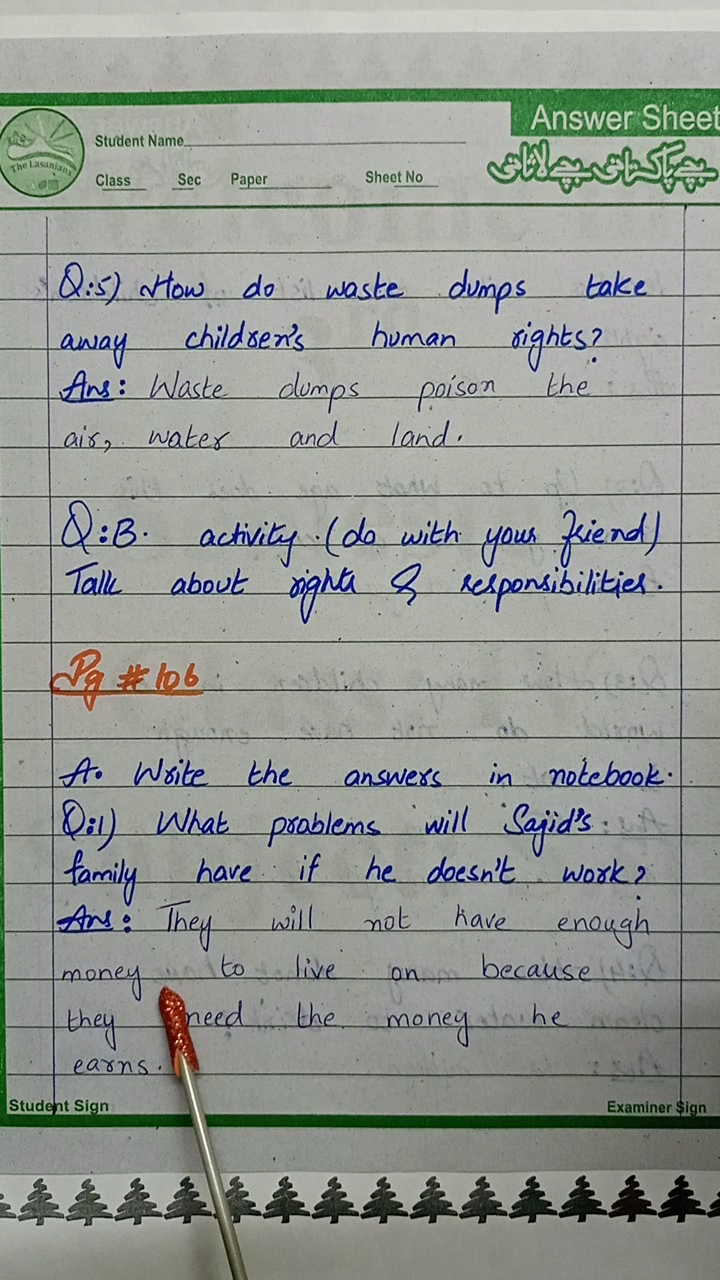 Answer Sheet
The Lasanians
Student Name
Class Sec Paper Sheet No
Q:5) How do waste dumps take
away children's human rights?
Ans: Waste dumps poison the
air, water and land.
Q:B. activity. (do with your friend)
Talk about rights & responsibilities.
Pg # 106
A. Write the answers in notebook.
Q:1) What problems will Sajid's
family have if he doesn't work?
Ans: They will not have enough
money to live on because
they need the money he
earns.
Student Sign Examiner Sign